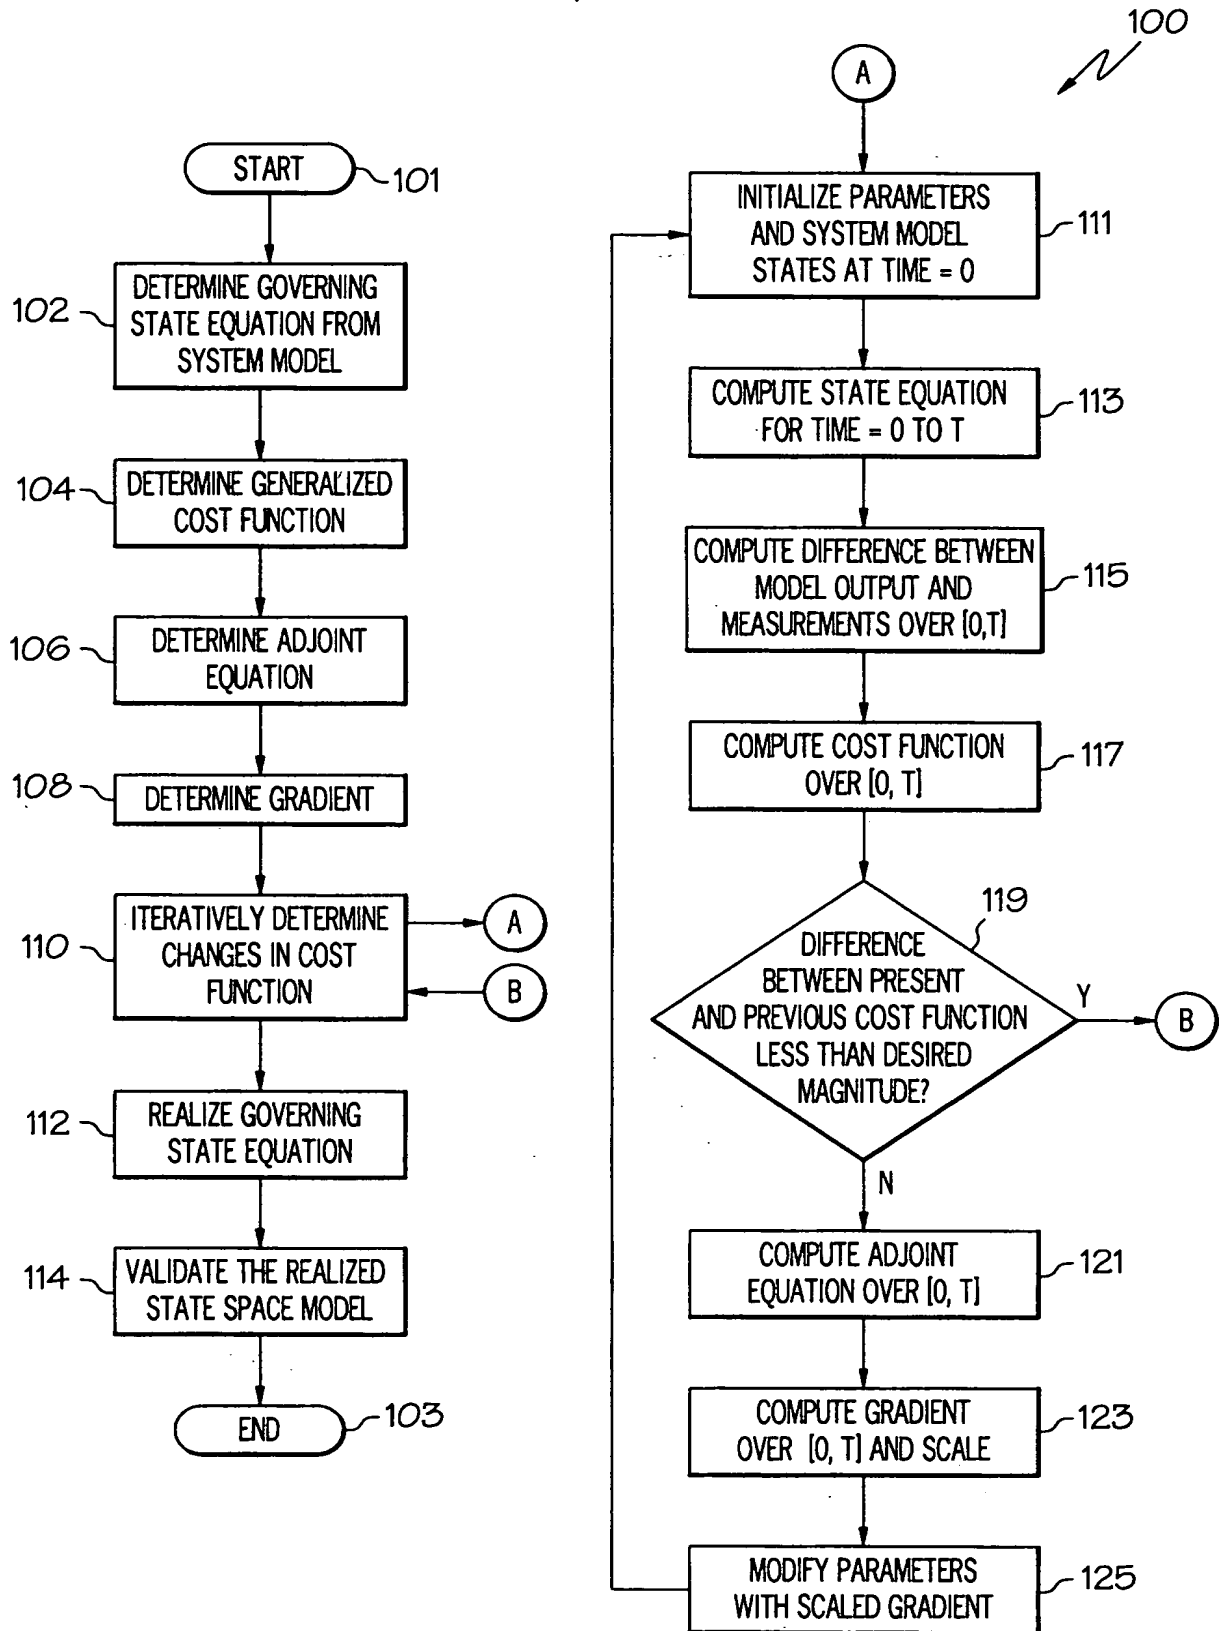 100
START
101
102
DETERMINE GOVERNING
STATE EQUATION FROM
SYSTEM MODEL
104
DETERMINE GENERALIZED
COST FUNCTION
106
DETERMINE ADJOINT
EQUATION
108
DETERMINE GRADIENT
110
ITERATIVELY DETERMINE
CHANGES IN COST
FUNCTION
A
B
112
REALIZE GOVERNING
STATE EQUATION
114
VALIDATE THE REALIZED
STATE SPACE MODEL
END
103
A
INITIALIZE PARAMETERS
AND SYSTEM MODEL
STATES AT TIME = 0
111
COMPUTE STATE EQUATION
FOR TIME = 0 TO T
113
COMPUTE DIFFERENCE BETWEEN
MODEL OUTPUT AND
MEASUREMENTS OVER [0,T]
115
COMPUTE COST FUNCTION
OVER [0, T]
117
119
DIFFERENCE
BETWEEN PRESENT
AND PREVIOUS COST FUNCTION
LESS THAN DESIRED
MAGNITUDE?
Y
B
N
COMPUTE ADJOINT
EQUATION OVER [0, T]
121
COMPUTE GRADIENT
OVER [0, T] AND SCALE
123
MODIFY PARAMETERS
WITH SCALED GRADIENT
125